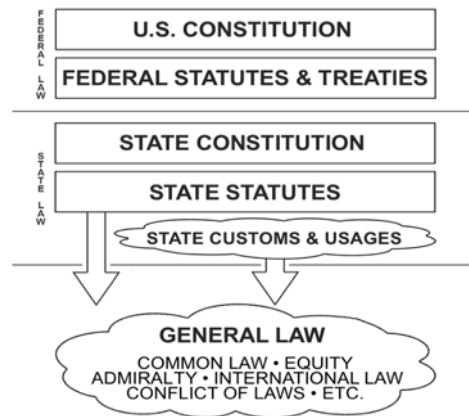 FEDERAL LAW
U.S. CONSTITUTION
FEDERAL STATUTES & TREATIES
STATE LAW
STATE CONSTITUTION
STATE STATUTES
STATE CUSTOMS & USAGES
GENERAL LAW
COMMON LAW • EQUITY
ADMIRALTY • INTERNATIONAL LAW
CONFLICT OF LAWS • ETC.